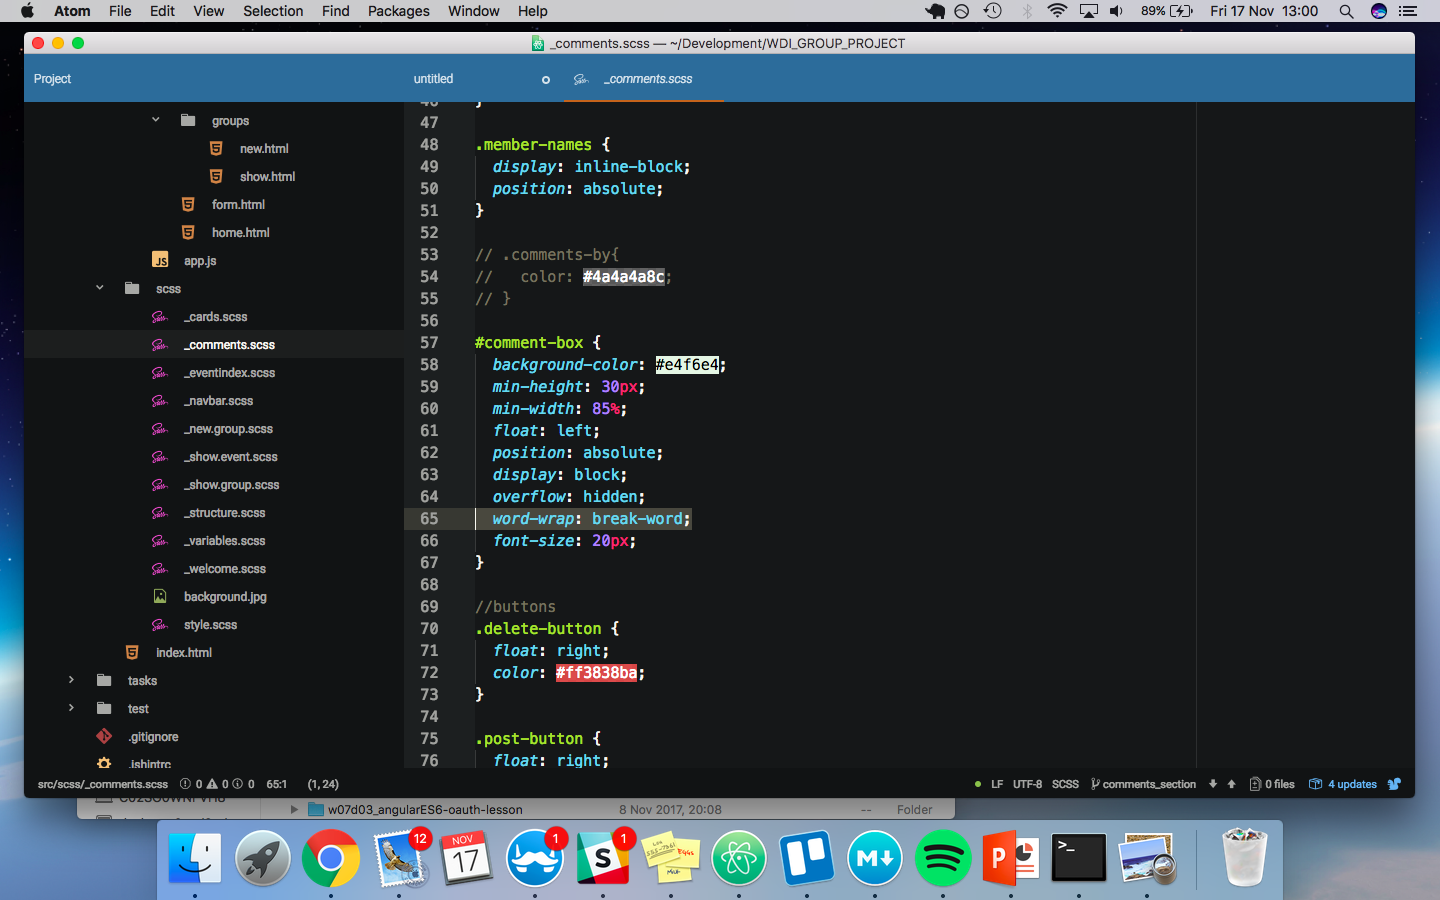 Atom File Edit View Selection Find Packages Window Help 89% Fri 17 Nov 13:00
_comments.scss — ~/Development/WDI_GROUP_PROJECT
Project untitled _comments.scss
groups
new.html
show.html
form.html
home.html
JS app.js
scss
_cards.scss
_comments.scss
_eventindex.scss
_navbar.scss
_new.group.scss
_show.event.scss
_show.group.scss
_structure.scss
_variables.scss
_welcome.scss
background.jpg
style.scss
index.html
tasks
test
.gitignore
.jshintrc
46 }
47
48 .member-names {
49 display: inline-block;
50 position: absolute;
51 }
52
53 // .comments-by{
54 // color: #4a4a4a8c;
55 // }
56
57 #comment-box {
58 background-color: #e4f6e4;
59 min-height: 30px;
60 min-width: 85%;
61 float: left;
62 position: absolute;
63 display: block;
64 overflow: hidden;
65 word-wrap: break-word;
66 font-size: 20px;
67 }
68
69 //buttons
70 .delete-button {
71 float: right;
72 color: #ff3838ba;
73 }
74
75 .post-button {
76 float: right;
src/scss/_comments.scss 0 0 0 65:1 (1, 24) LF UTF-8 SCSS comments_section 0 files 4 updates
w07d03_angularES6-oauth-lesson 8 Nov 2017, 20:08 -- Folder
12 NOV 17 1 S 1 M P >_